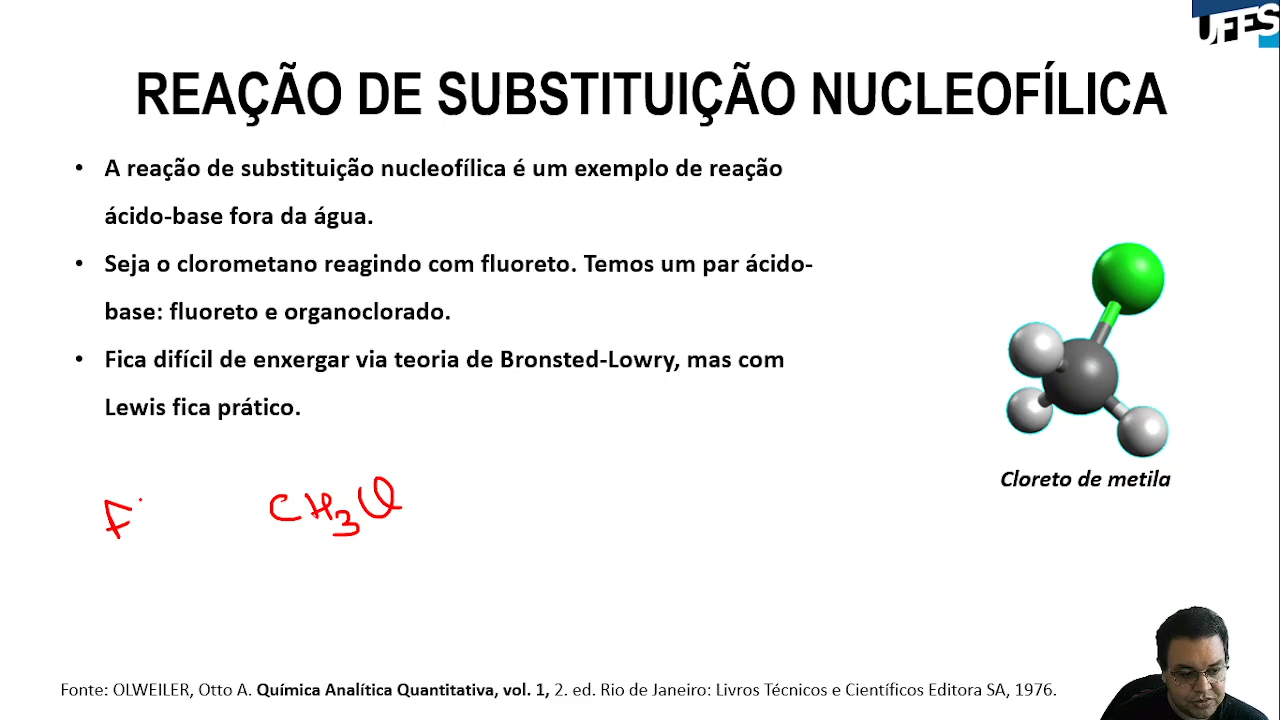 UFES
REAÇÃO DE SUBSTITUIÇÃO NUCLEOFÍLICA
• A reação de substituição nucleofílica é um exemplo de reação
ácido-base fora da água.
• Seja o clorometano reagindo com fluoreto. Temos um par ácido-
base: fluoreto e organoclorado.
• Fica difícil de enxergar via teoria de Bronsted-Lowry, mas com
Lewis fica prático.
Cloreto de metila
F CH3Cl
Fonte: OLWEILER, Otto A. Química Analítica Quantitativa, vol. 1, 2. ed. Rio de Janeiro: Livros Técnicos e Científicos Editora SA, 1976.